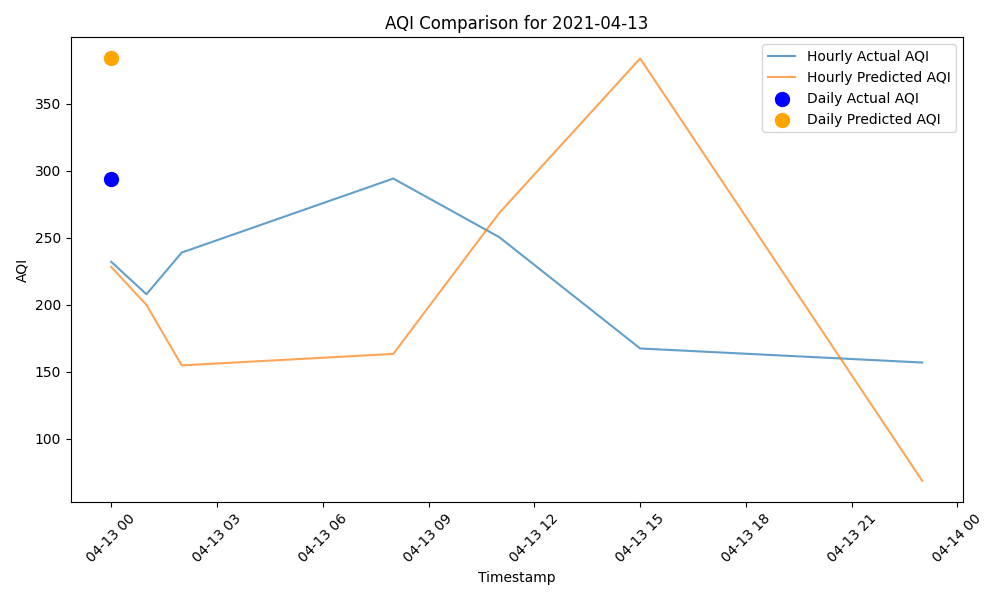 AQI Comparison for 2021-04-13
Hourly Actual AQI
Hourly Predicted AQI
Daily Actual AQI
Daily Predicted AQI
AQI
350
300
250
200
150
100
04-13 00
04-13 03
04-13 06
04-13 09
04-13 12
04-13 15
04-13 18
04-13 21
04-14 00
Timestamp